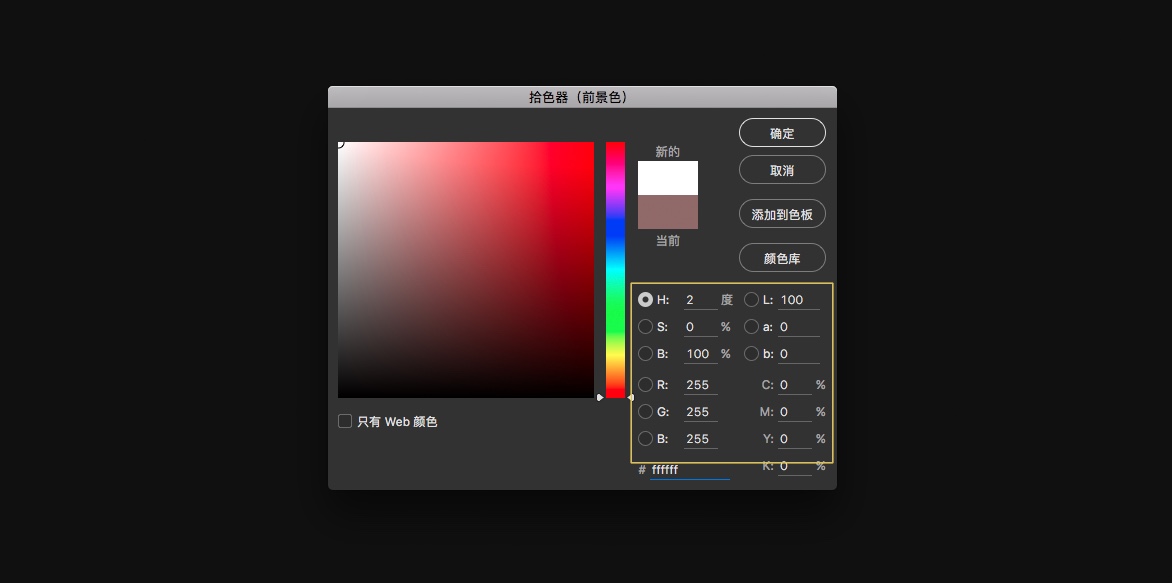 拾色器（前景色）
确定
新的
取消
添加到色板
当前
颜色库
H: 2 度 L: 100
S: 0 % a: 0
B: 100 % b: 0
R: 255 C: 0 %
G: 255 M: 0 %
B: 255 Y: 0 %
# ffffff K: 0 %
只有 Web 颜色